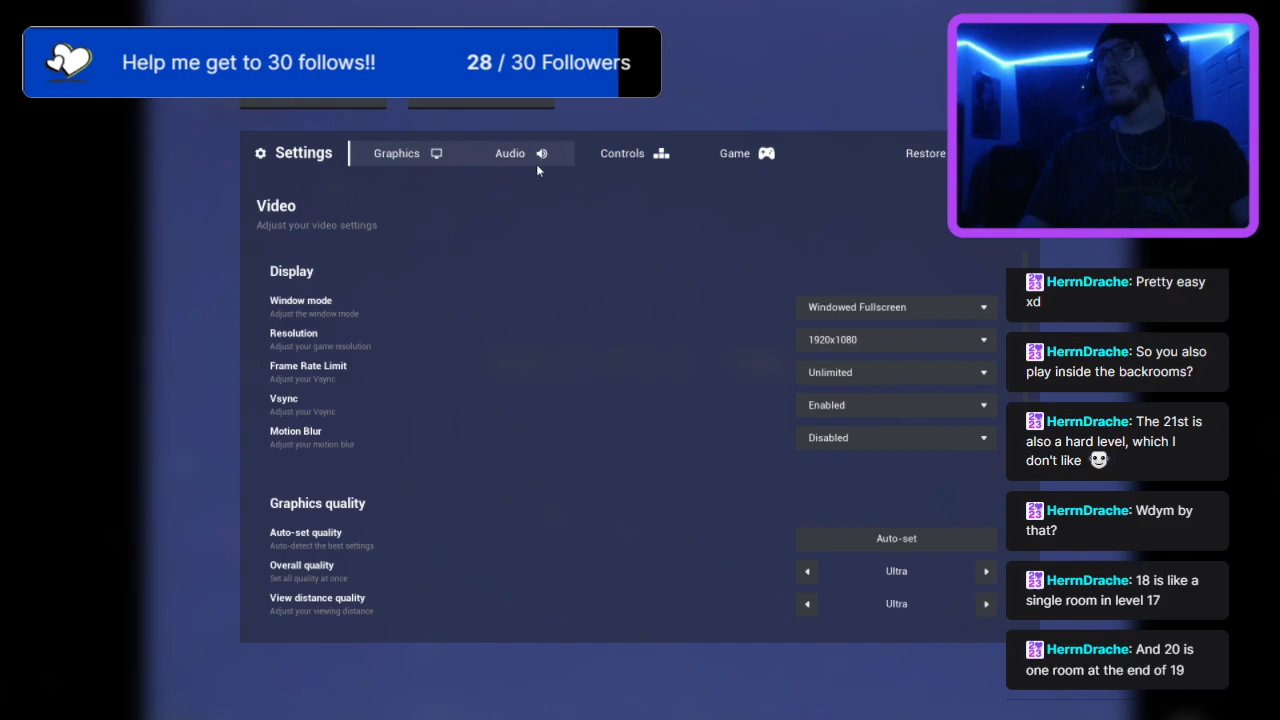 Help me get to 30 follows!!
28 / 30 Followers
Settings
Graphics
Audio
Controls
Game
Restore
Video
Adjust your video settings
Display
Window mode
Adjust the window mode
Windowed Fullscreen
Resolution
Adjust your game resolution
1920x1080
Frame Rate Limit
Adjust your Vsync
Unlimited
Vsync
Adjust your Vsync
Enabled
Motion Blur
Adjust your motion blur
Disabled
Graphics quality
Auto-set quality
Auto-detect the best settings
Auto-set
Overall quality
Set all quality at once
Ultra
View distance quality
Adjust your viewing distance
Ultra
HerrnDrache: Pretty easy
xd
HerrnDrache: So you also
play inside the backrooms?
HerrnDrache: The 21st is
also a hard level, which I
don't like
HerrnDrache: Wdym by
that?
HerrnDrache: 18 is like a
single room in level 17
HerrnDrache: And 20 is
one room at the end of 19